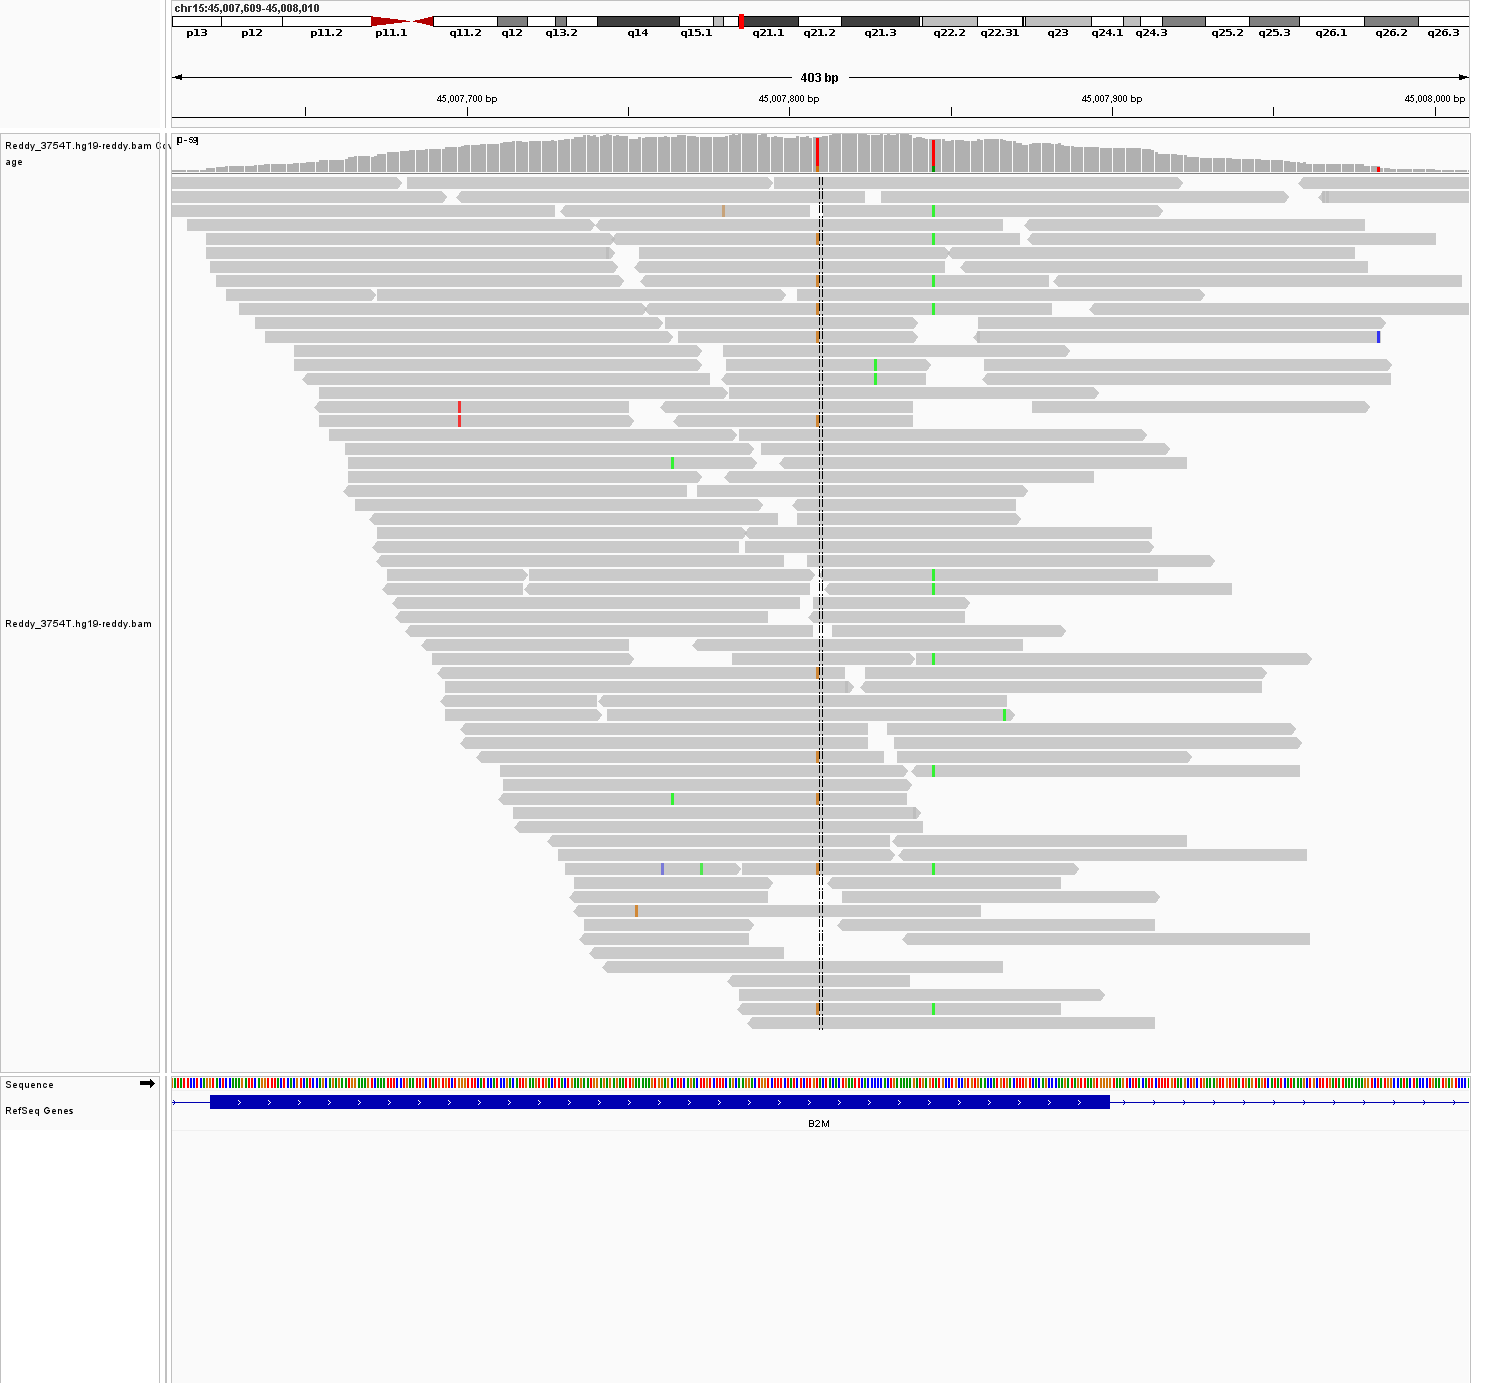 chr15:45,007,609-45,008,010
p13 p12 p11.2 p11.1 q11.2 q12 q13.2 q14 q15.1 q21.1 q21.2 q21.3 q22.2 q22.31 q23 q24.1 q24.3 q25.2 q25.3 q26.1 q26.2 q26.3
403 bp
45,007,700 bp 45,007,800 bp 45,007,900 bp 45,008,000 bp
Reddy_3754T.hg19-reddy.bam Cov
age
Reddy_3754T.hg19-reddy.bam
Sequence
RefSeq Genes
B2M